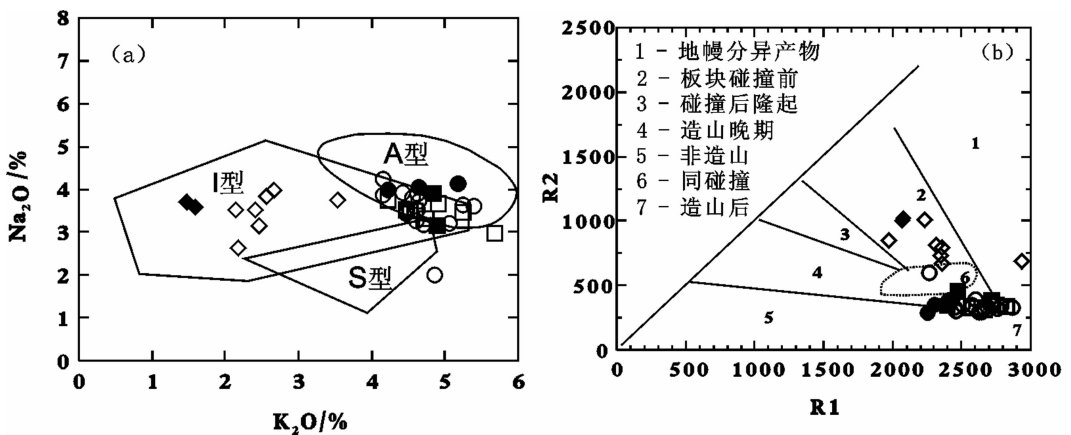 (a)
8
7
6
5
4
3
2
1
0
Na₂O/%
A型
I型
S型
0 1 2 3 4 5 6
K₂O/%
(b)
1 - 地幔分异产物
2 - 板块碰撞前
3 - 碰撞后隆起
4 - 造山晚期
5 - 非造山
6 - 同碰撞
7 - 造山后
2500
2000
1500
1000
500
0
R2
1
2
3
4
5
6
7
0 500 1000 1500 2000 2500 3000
R1